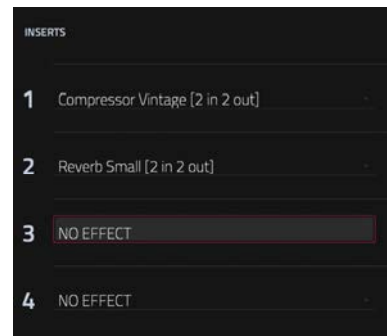 INSERTS
1 Compressor Vintage [2 in 2 out]
2 Reverb Small [2 in 2 out]
3 NO EFFECT
4 NO EFFECT